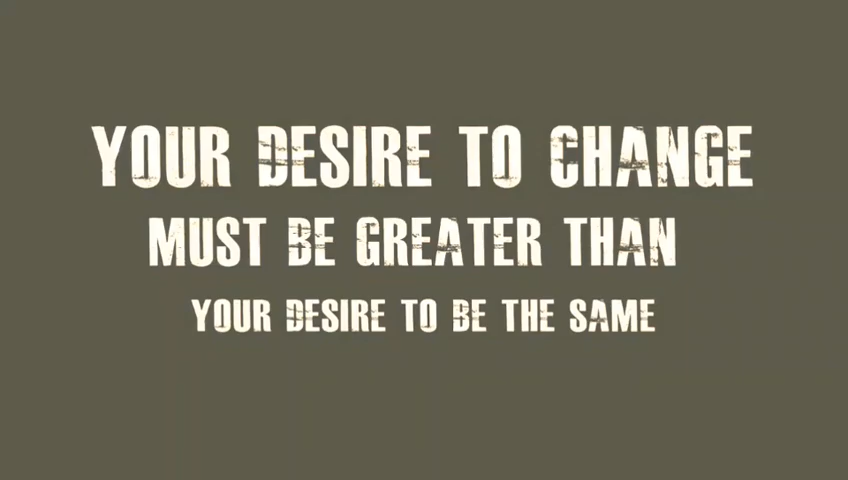 YOUR DESIRE TO CHANGE
MUST BE GREATER THAN
YOUR DESIRE TO BE THE SAME